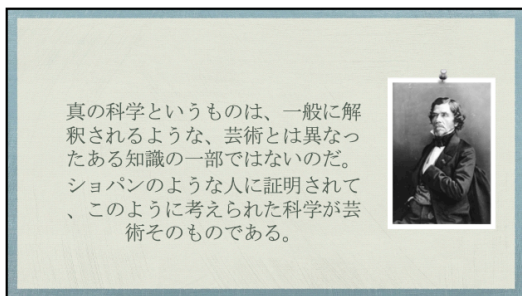 真の科学というものは、一般に解
釈されるような、芸術とは異なっ
たある知識の一部ではないのだ。
ショパンのような人に証明されて
、このように考えられた科学が芸
術そのものである。